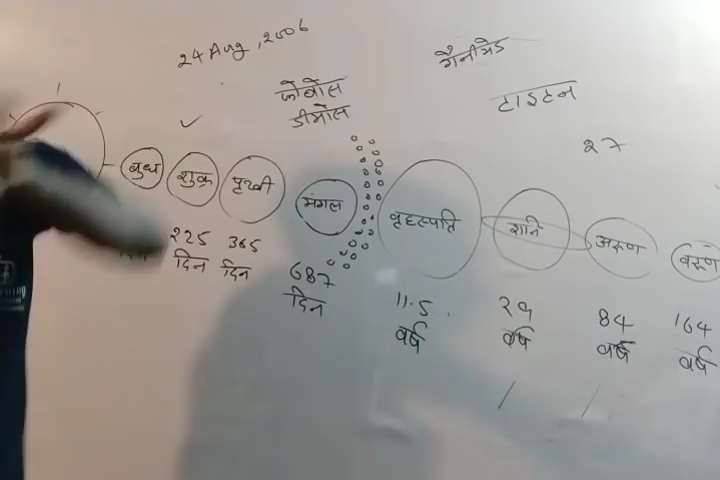 24 Aug, 2006
गैनीमेड
फोबोस
डीमोस
टाइटन
27
बुध
शुक्र
पृथ्वी
मंगल
वृहस्पति
शनि
अरुण
वरुण
225
दिन
365
दिन
687
दिन
11.5
वर्ष
29
वर्ष
84
वर्ष
164
वर्ष